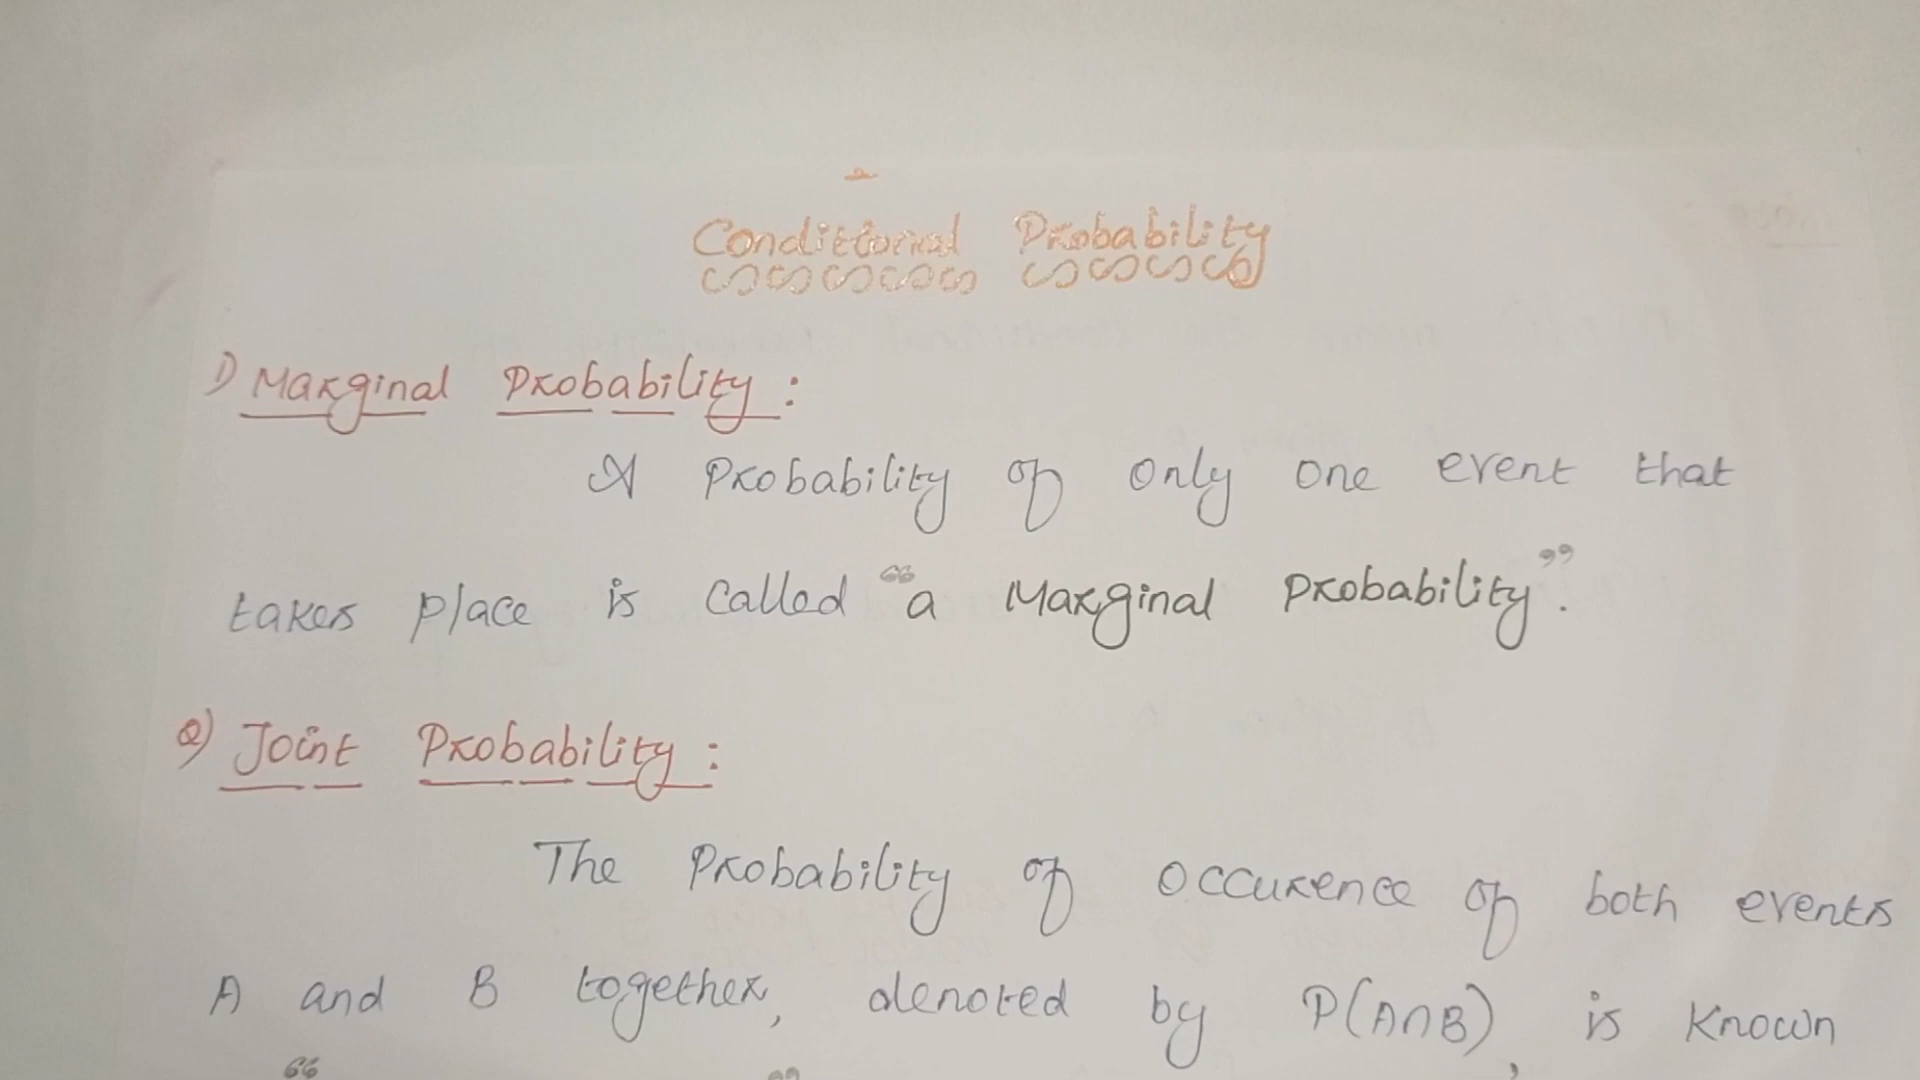 Conditional Probability
1) Marginal Probability :
A Probability of only one event that
takes place is called “a Marginal Probability”.
2) Joint Probability :
The Probability of occurence of both events
A and B together, denoted by P(A∩B), is known